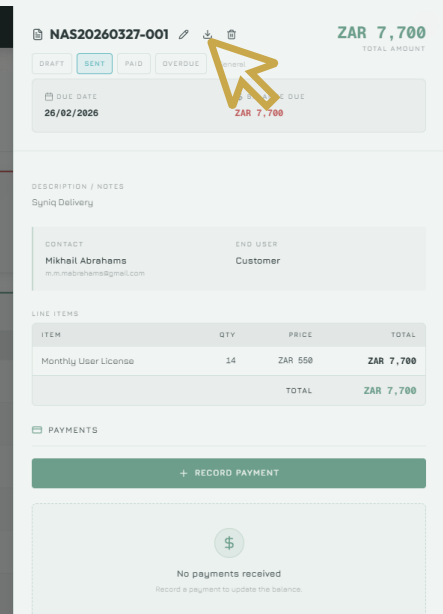 NAS20260327-001
ZAR 7,700
TOTAL AMOUNT
DRAFT SENT PAID OVERDUE
DUE DATE DUE
26/02/2026 ZAR 7,700
DESCRIPTION / NOTES
Syniq Delivery
CONTACT END USER
Mikhail Abrahams Customer
m.m.mabrahams@gmail.com
LINE ITEMS
ITEM QTY PRICE TOTAL
Monthly User License 14 ZAR 550 ZAR 7,700
TOTAL ZAR 7,700
PAYMENTS
+ RECORD PAYMENT
$
No payments received
Record a payment to update the balance.